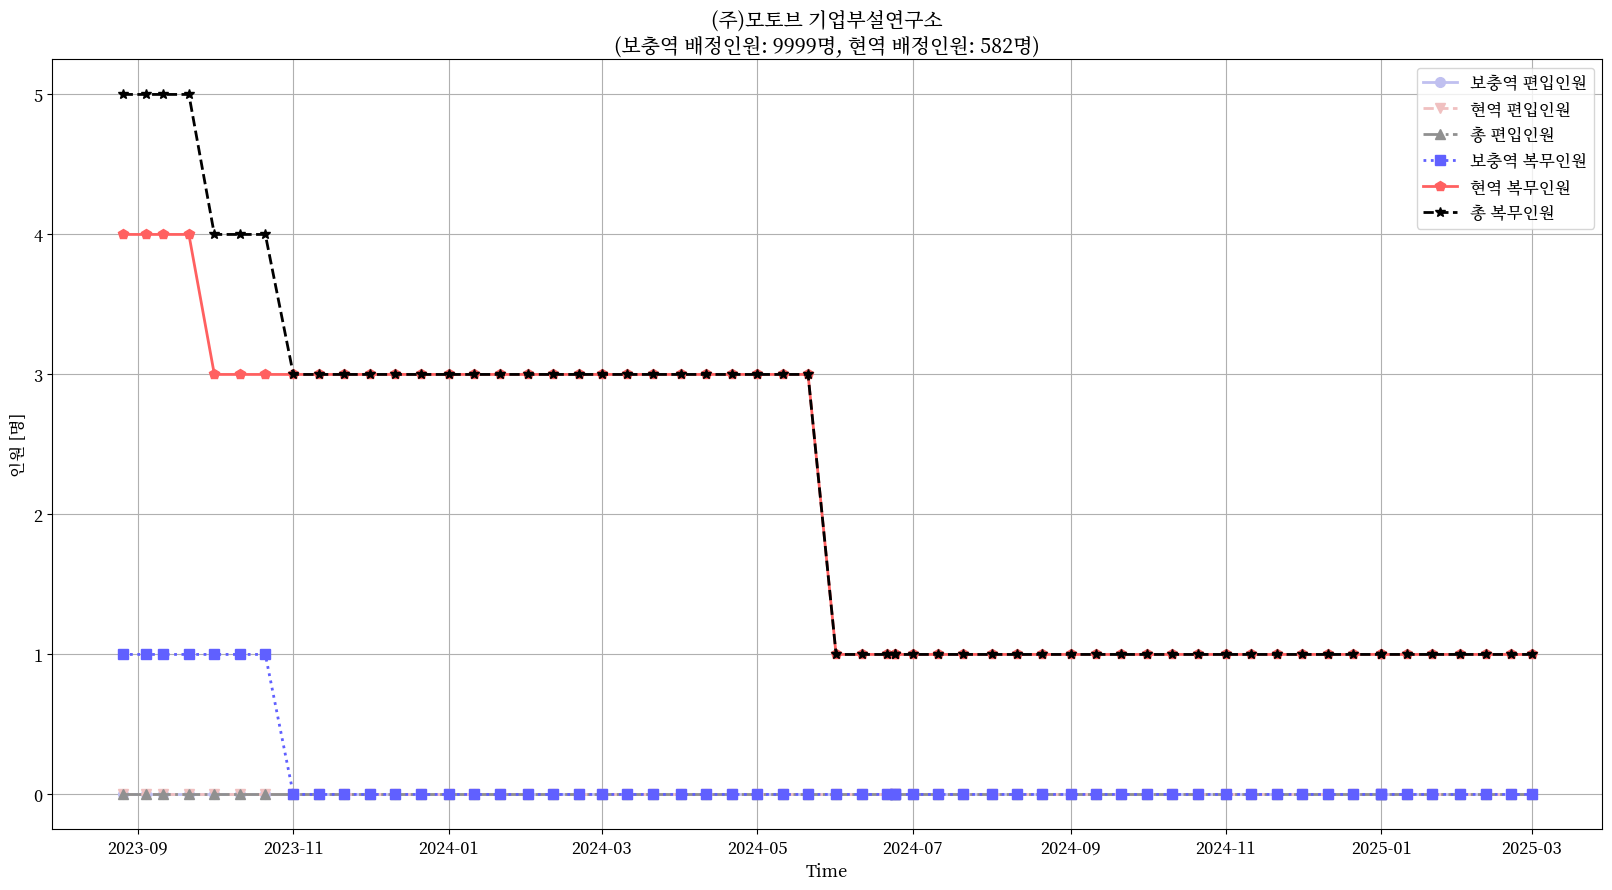 (주)모토브 기업부설연구소
(보충역 배정인원: 9999명, 현역 배정인원: 582명)
보충역 편입인원
현역 편입인원
총 편입인원
보충역 복무인원
현역 복무인원
총 복무인원
인원 [명]
5
4
3
2
1
0
2023-09
2023-11
2024-01
2024-03
2024-05
2024-07
2024-09
2024-11
2025-01
2025-03
Time